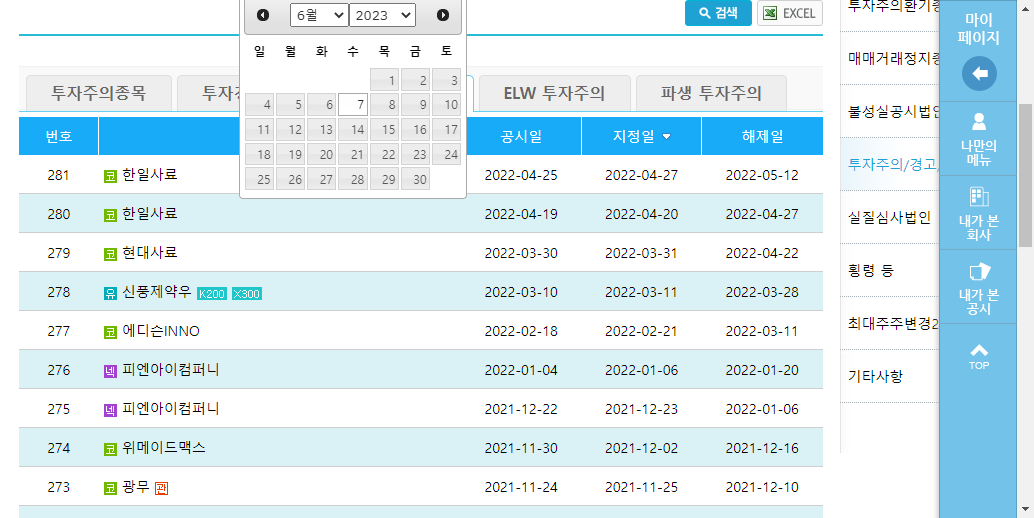 6월 2023
검색 EXCEL
일 월 화 수 목 금 토
1 2 3
4 5 6 7 8 9 10
11 12 13 14 15 16 17
18 19 20 21 22 23 24
25 26 27 28 29 30
투자주의종목 ELW 투자주의 파생 투자주의
번호 공시일 지정일 해제일
281 코 한일사료 2022-04-25 2022-04-27 2022-05-12
280 코 한일사료 2022-04-19 2022-04-20 2022-04-27
279 코 현대사료 2022-03-30 2022-03-31 2022-04-22
278 유 신풍제약우 K200 X300 2022-03-10 2022-03-11 2022-03-28
277 코 에디슨INNO 2022-02-18 2022-02-21 2022-03-11
276 넥 피엔아이컴퍼니 2022-01-04 2022-01-06 2022-01-20
275 넥 피엔아이컴퍼니 2021-12-22 2021-12-23 2022-01-06
274 코 위메이드맥스 2021-11-30 2021-12-02 2021-12-16
273 코 광무 관 2021-11-24 2021-11-25 2021-12-10
투자주의환기종
매매거래정지종
불성실공시법인
투자주의/경고/
실질심사법인
횡령 등
최대주주변경2
기타사항
마이
페이지
나만의
메뉴
내가 본
회사
내가 본
공시
TOP